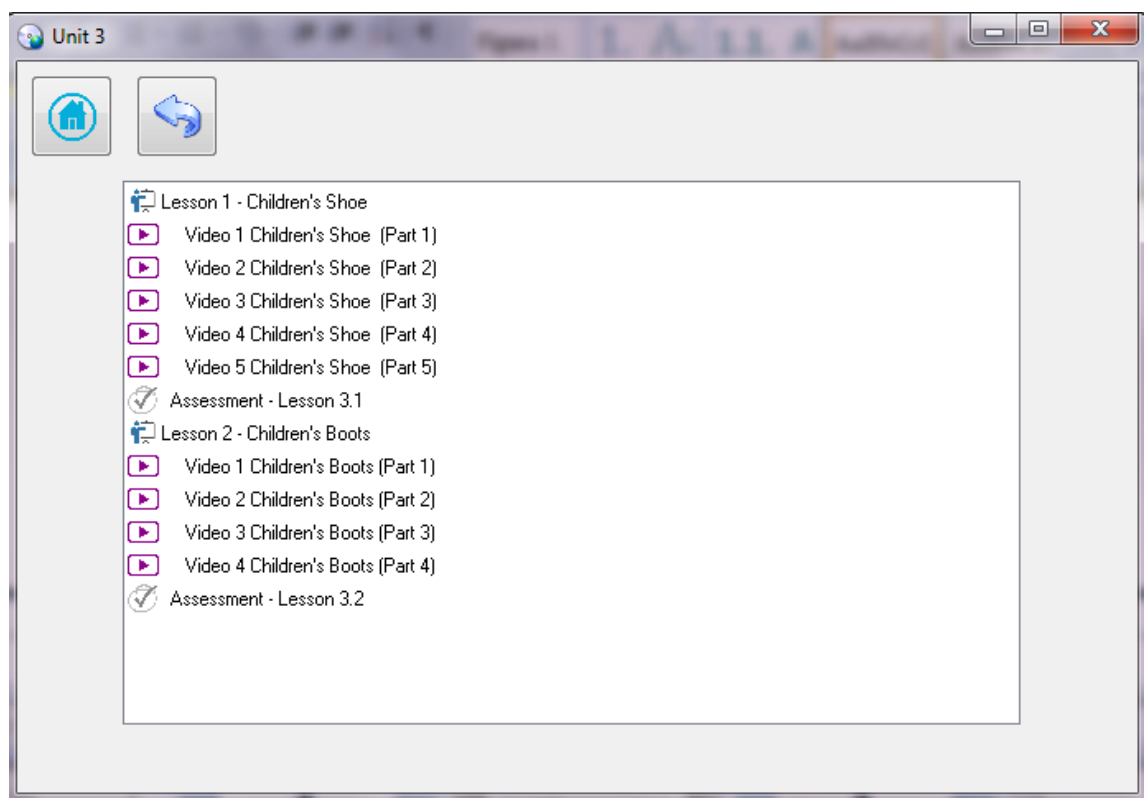 Unit 3
Lesson 1 - Children's Shoe
Video 1 Children's Shoe (Part 1)
Video 2 Children's Shoe (Part 2)
Video 3 Children's Shoe (Part 3)
Video 4 Children's Shoe (Part 4)
Video 5 Children's Shoe (Part 5)
Assessment - Lesson 3.1
Lesson 2 - Children's Boots
Video 1 Children's Boots (Part 1)
Video 2 Children's Boots (Part 2)
Video 3 Children's Boots (Part 3)
Video 4 Children's Boots (Part 4)
Assessment - Lesson 3.2